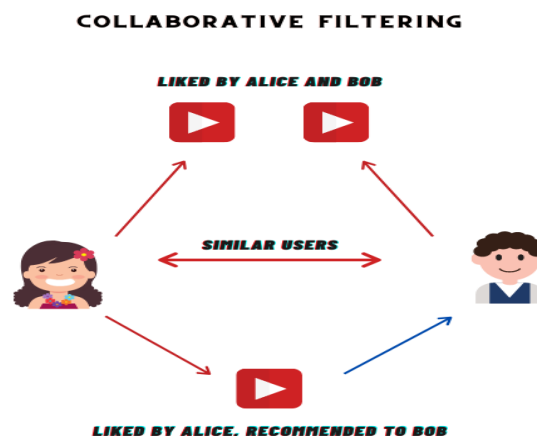 COLLABORATIVE FILTERING
LIKED BY ALICE AND BOB
SIMILAR USERS
LIKED BY ALICE, RECOMMENDED TO BOB